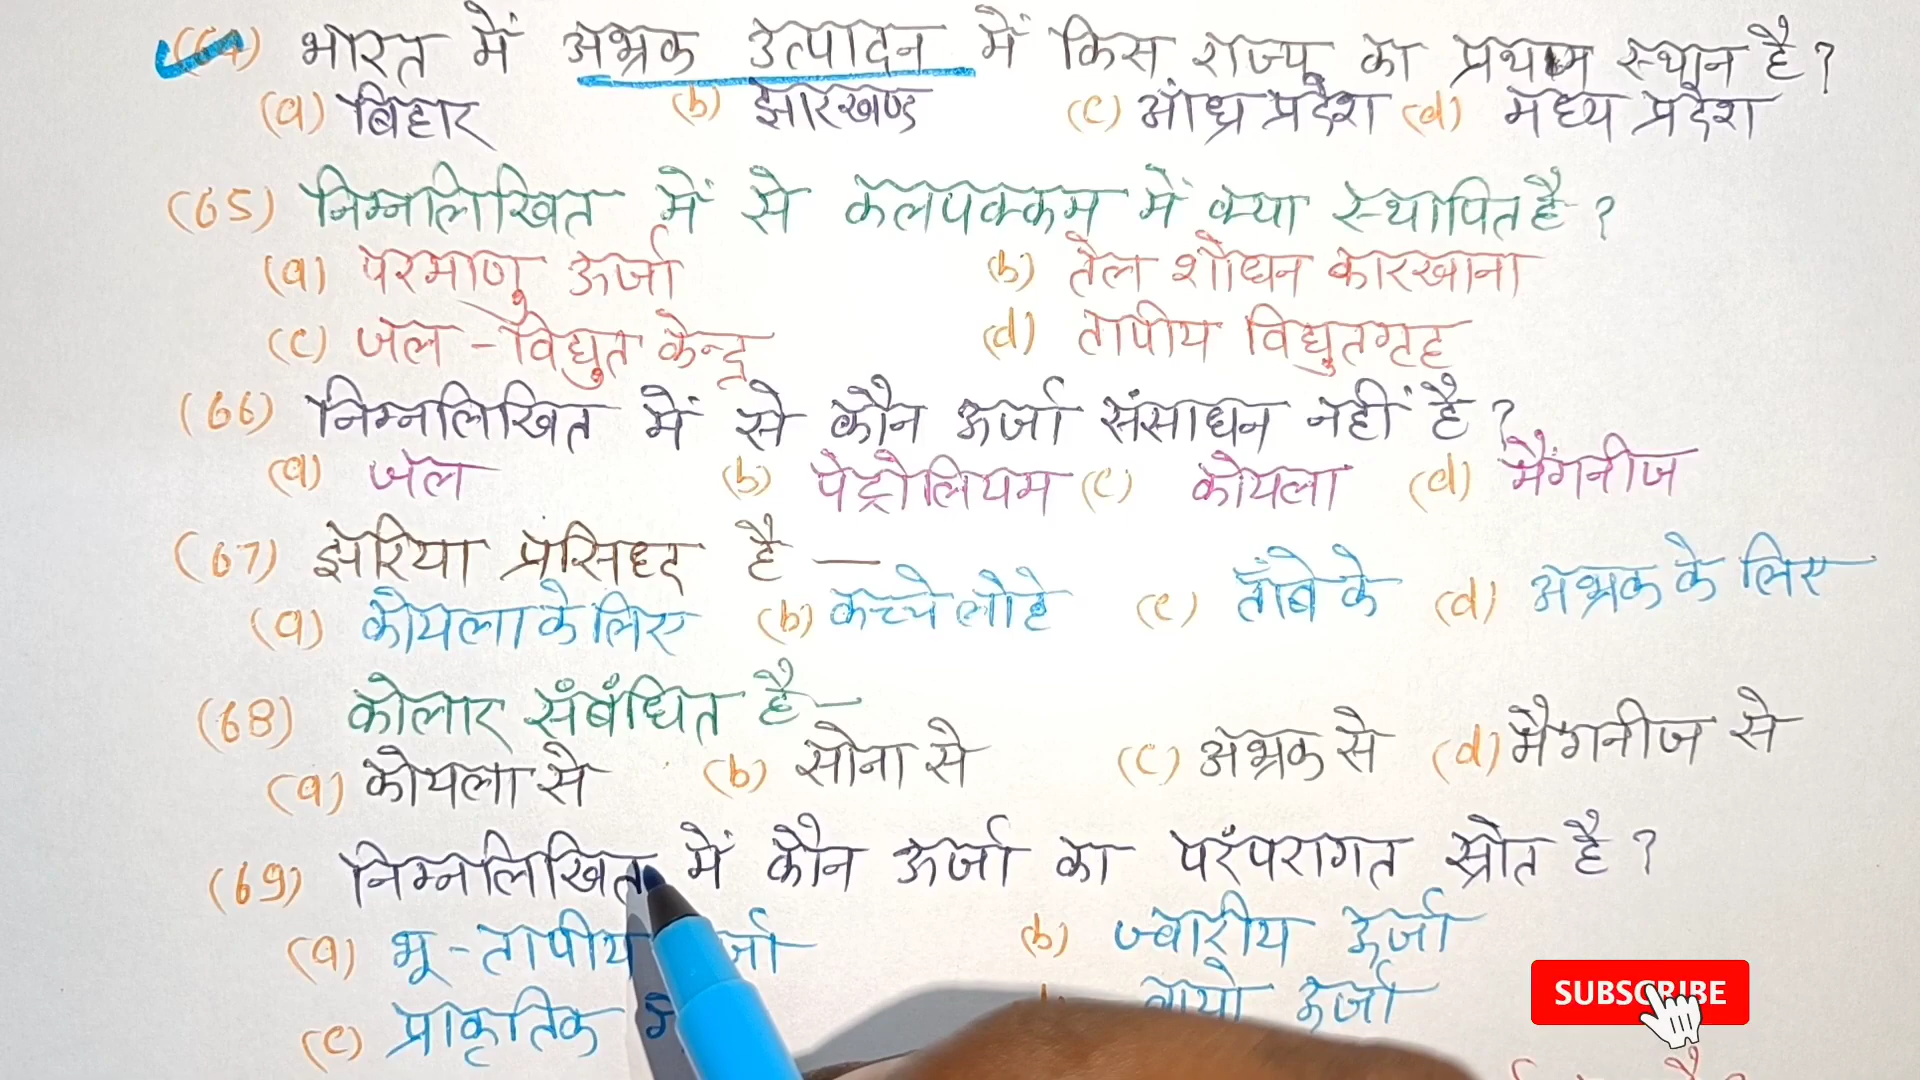 (64) भारत में अभ्रक उत्पादन में किस राज्य का प्रथम स्थान है?
(a) बिहार (b) झारखण्ड (c) आंध्र प्रदेश (d) मध्य प्रदेश
(65) निम्नलिखित में से कलपक्कम में क्या स्थापित है?
(a) परमाणु ऊर्जा (b) तेल शोधन कारखाना
(c) जल-विद्युत केन्द्र (d) तापीय विद्युतगृह
(66) निम्नलिखित में से कौन ऊर्जा संसाधन नहीं है?
(a) जल (b) पेट्रोलियम (c) कोयला (d) मैंगनीज
(67) झरिया प्रसिद्ध है —
(a) कोयला के लिए (b) कच्चे लोहे (c) ताँबे के (d) अभ्रक के लिए
(68) कोलार संबंधित है—
(a) कोयला से (b) सोना से (c) अभ्रक से (d) मैंगनीज से
(69) निम्नलिखित में कौन ऊर्जा का परंपरागत स्रोत है?
(a) भू-तापीय (b) ज्वारीय ऊर्जा
(c) प्राकृतिक बायो ऊर्जा
SUBSCRIBE